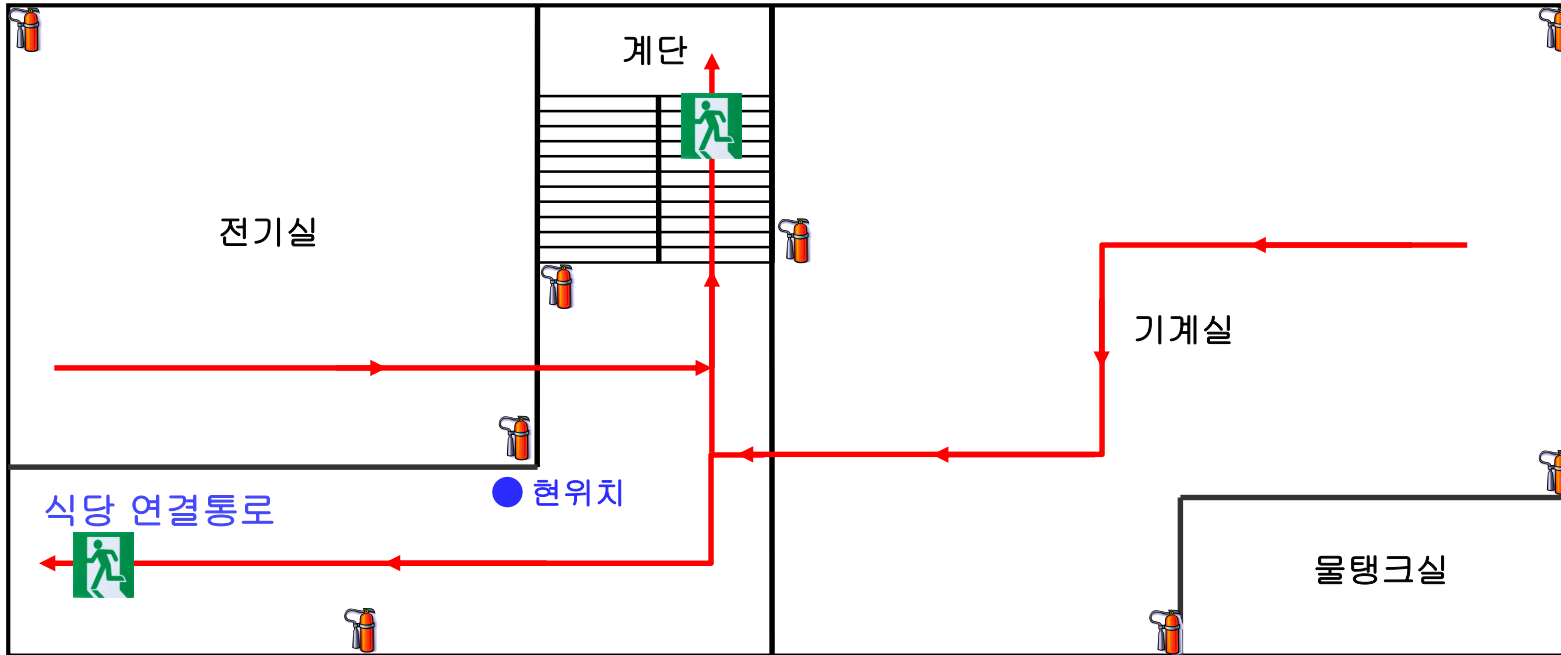 계단
전기실
기계실
현위치
식당 연결통로
물탱크실